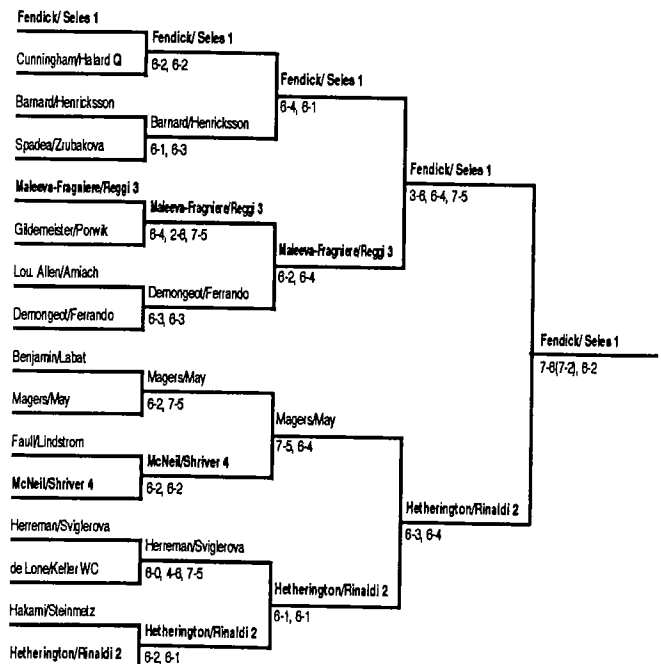 Fendick/ Seles 1
Cunningham/Halard Q
Barnard/Henricksson
Spadea/Zrubakova
Maleeva-Fragniere/Reggi 3
Gildemeister/Porwik
Lou. Allen/Amiach
Demongeot/Ferrando
Benjamin/Labat
Magers/May
Faull/Lindstrom
McNeil/Shriver 4
Herreman/Sviglerova
de Lone/Keller WC
Hakami/Steinmetz
Hetherington/Rinaldi 2
Fendick/ Seles 1
6-2, 6-2
Barnard/Henricksson
6-1, 6-3
Maleeva-Fragniere/Reggi 3
6-4, 2-6, 7-5
Demongeot/Ferrando
6-3, 6-3
Magers/May
6-2, 7-5
McNeil/Shriver 4
6-2, 6-2
Herreman/Sviglerova
6-0, 4-6, 7-5
Hetherington/Rinaldi 2
6-2, 6-1
Fendick/ Seles 1
6-4, 6-1
Maleeva-Fragniere/Reggi 3
6-2, 6-4
Magers/May
7-5, 6-4
Hetherington/Rinaldi 2
6-1, 6-1
Fendick/ Seles 1
3-6, 6-4, 7-5
Hetherington/Rinaldi 2
6-3, 6-4
Fendick/ Seles 1
7-6(7-2), 6-2